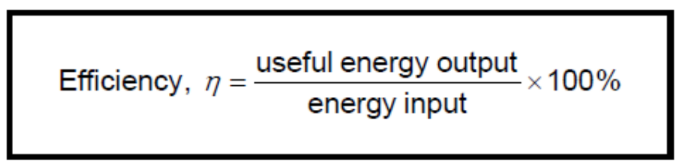 Efficiency, η = useful energy output / energy input × 100%